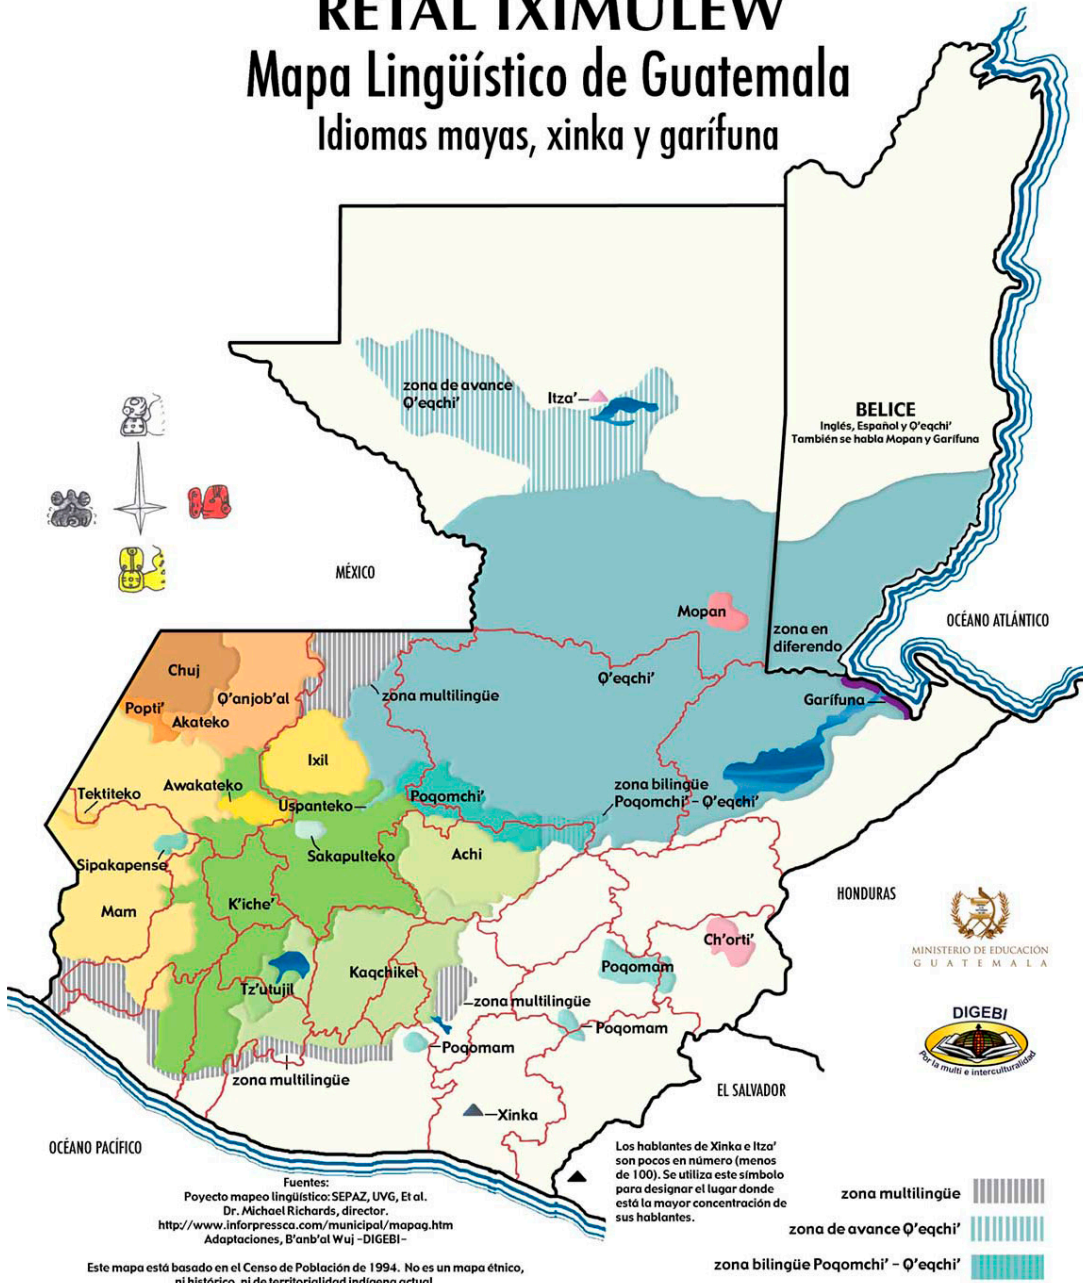 RETAL IXIMULEW
Mapa Lingüístico de Guatemala
Idiomas mayas, xinka y garífuna
zona de avance
Q'eqchi'
Itza'
BELICE
Inglés, Español y Q'eqchi'
También se habla Mopan y Garífuna
MÉXICO
Mopan
zona en
diferendo
OCÉANO ATLÁNTICO
Chuj
Q'anjob'al
zona multilingüe
Q'eqchi'
Garífuna
Popti'
Akateko
Ixil
Tektiteko
Awakateko
Uspanteko
Poqomchi'
zona bilingüe
Poqomchi' - Q'eqchi'
Sipakapense
Sakapulteko
Achi
Mam
K'iche'
HONDURAS
Ch'orti'
MINISTERIO DE EDUCACIÓN
GUATEMALA
Tz'utujil
Kaqchikel
Poqomam
zona multilingüe
Poqomam
Poqomam
DIGEBI
Por la multi e interculturalidad
zona multilingüe
EL SALVADOR
Xinka
OCÉANO PACÍFICO
Los hablantes de Xinka e Itza'
son pocos en número (menos
de 100). Se utiliza este símbolo
para designar el lugar donde
está la mayor concentración de
sus hablantes.
Fuentes:
Poyecto mapeo lingüístico: SEPAZ, UVG, Et al.
Dr. Michael Richards, director.
http://www.inforpressca.com/municipal/mapag.htm
Adaptaciones, B'anb'al Wuj -DIGEBI-
zona multilingüe
zona de avance Q'eqchi'
zona bilingüe Poqomchi' - Q'eqchi'
Este mapa está basado en el Censo de Población de 1994. No es un mapa étnico,
ni histórico, ni de territorialidad indígena actual